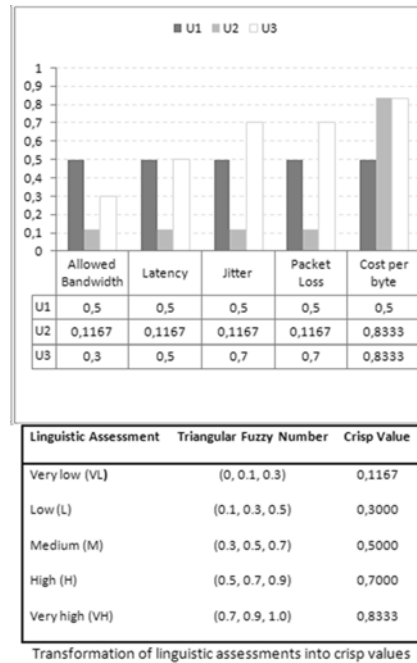 U1 U2 U3
1
0,9
0,8
0,7
0,6
0,5
0,4
0,3
0,2
0,1
0
Allowed Bandwidth Latency Jitter Packet Loss Cost per byte
U1 0,5 0,5 0,5 0,5 0,5
U2 0,1167 0,1167 0,1167 0,1167 0,8333
U3 0,3 0,5 0,7 0,7 0,8333
Linguistic Assessment Triangular Fuzzy Number Crisp Value
Very low (VL) (0, 0.1, 0.3) 0,1167
Low (L) (0.1, 0.3, 0.5) 0,3000
Medium (M) (0.3, 0.5, 0.7) 0,5000
High (H) (0.5, 0.7, 0.9) 0,7000
Very high (VH) (0.7, 0.9, 1.0) 0,8333
Transformation of linguistic assessments into crisp values